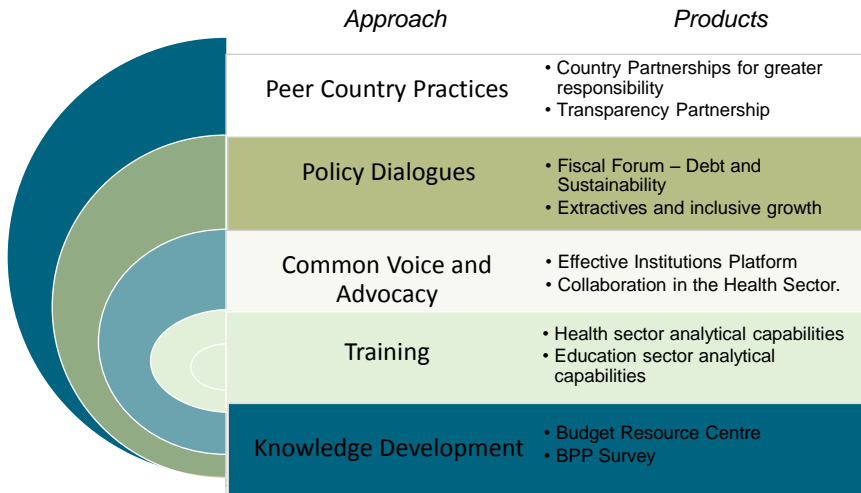 Approach Products
Peer Country Practices
• Country Partnerships for greater
responsibility
• Transparency Partnership
Policy Dialogues
• Fiscal Forum – Debt and
Sustainability
• Extractives and inclusive growth
Common Voice and
Advocacy
• Effective Institutions Platform
• Collaboration in the Health Sector.
Training
• Health sector analytical capabilities
• Education sector analytical
capabilities
Knowledge Development
• Budget Resource Centre
• BPP Survey